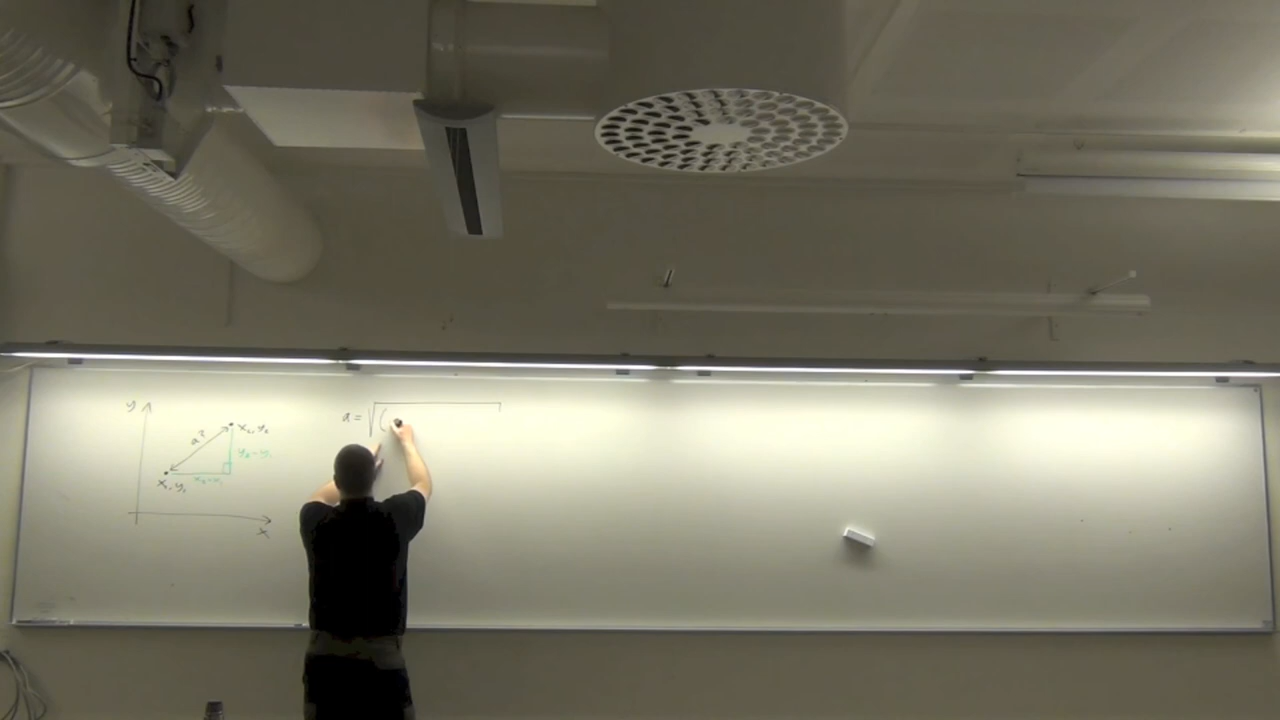 y
a = √(
a?
x₂, y₂
y₂-y₁
x₂-x₁
x₁, y₁
x